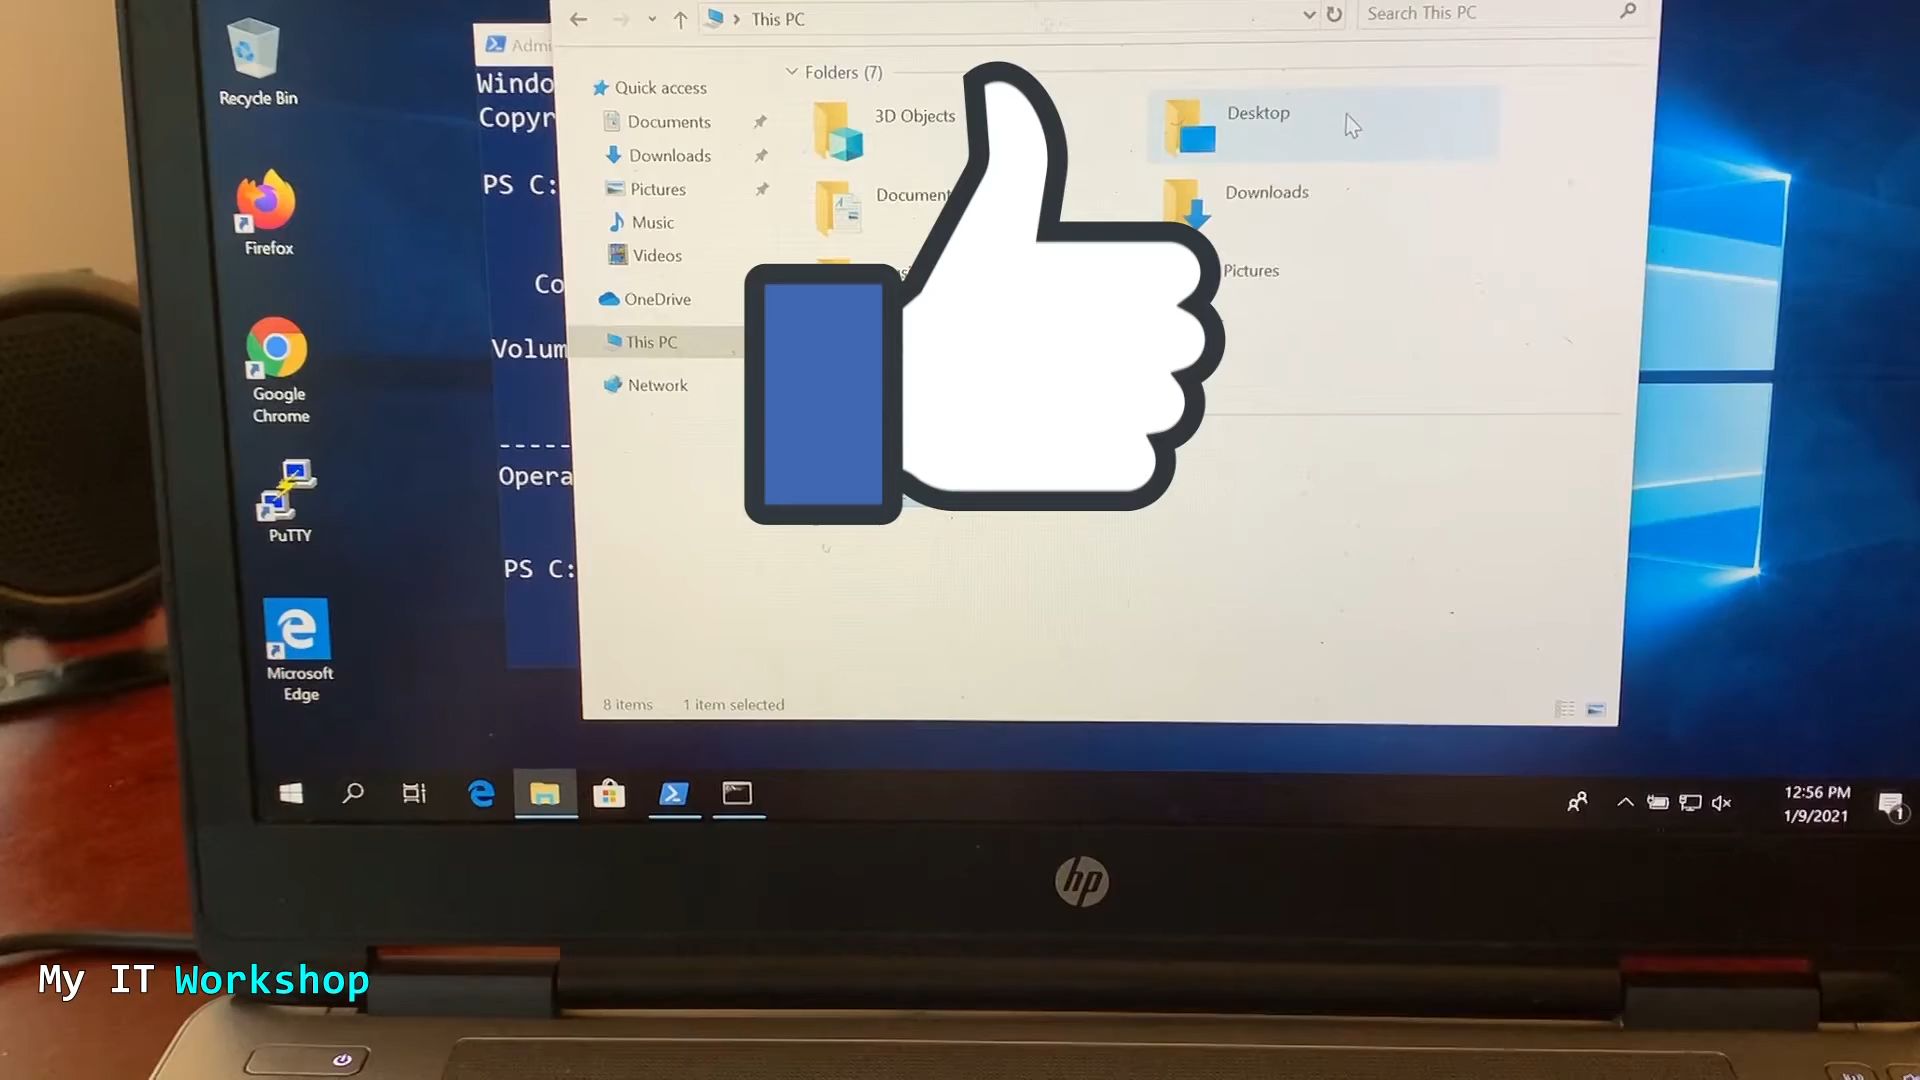 Recycle Bin
Firefox
Google
Chrome
PuTTY
Microsoft
Edge
Windo
Copyr
PS C:
Co
Volum
-----
Opera
PS C:
This PC
Search This PC
Quick access
Documents
Downloads
Pictures
Music
Videos
OneDrive
This PC
Network
Folders (7)
3D Objects
Desktop
Document
Downloads
Pictures
8 items
1 item selected
12:56 PM
1/9/2021
1
hp
My IT Workshop